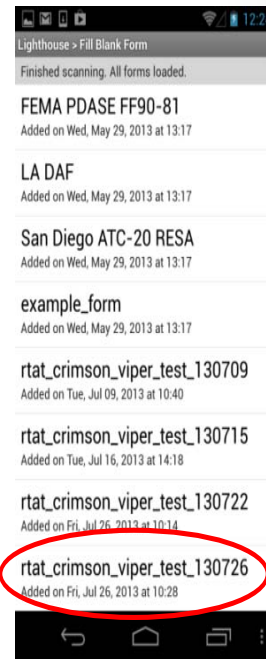 12:2
Lighthouse > Fill Blank Form
Finished scanning. All forms loaded.
FEMA PDASE FF90-81
Added on Wed, May 29, 2013 at 13:17
LA DAF
Added on Wed, May 29, 2013 at 13:17
San Diego ATC-20 RESA
Added on Wed, May 29, 2013 at 13:17
example_form
Added on Wed, May 29, 2013 at 13:17
rtat_crimson_viper_test_130709
Added on Tue, Jul 09, 2013 at 10:40
rtat_crimson_viper_test_130715
Added on Tue, Jul 16, 2013 at 14:18
rtat_crimson_viper_test_130722
Added on Fri, Jul 26, 2013 at 10:14
rtat_crimson_viper_test_130726
Added on Fri, Jul 26, 2013 at 10:28